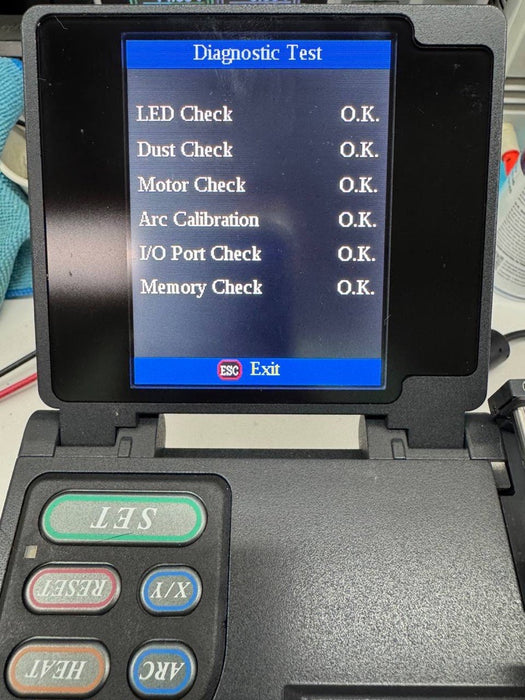 Diagnostic Test
LED Check O.K.
Dust Check O.K.
Motor Check O.K.
Arc Calibration O.K.
I/O Port Check O.K.
Memory Check O.K.
ESC Exit
SET
RESET X/Y
HEAT ARC